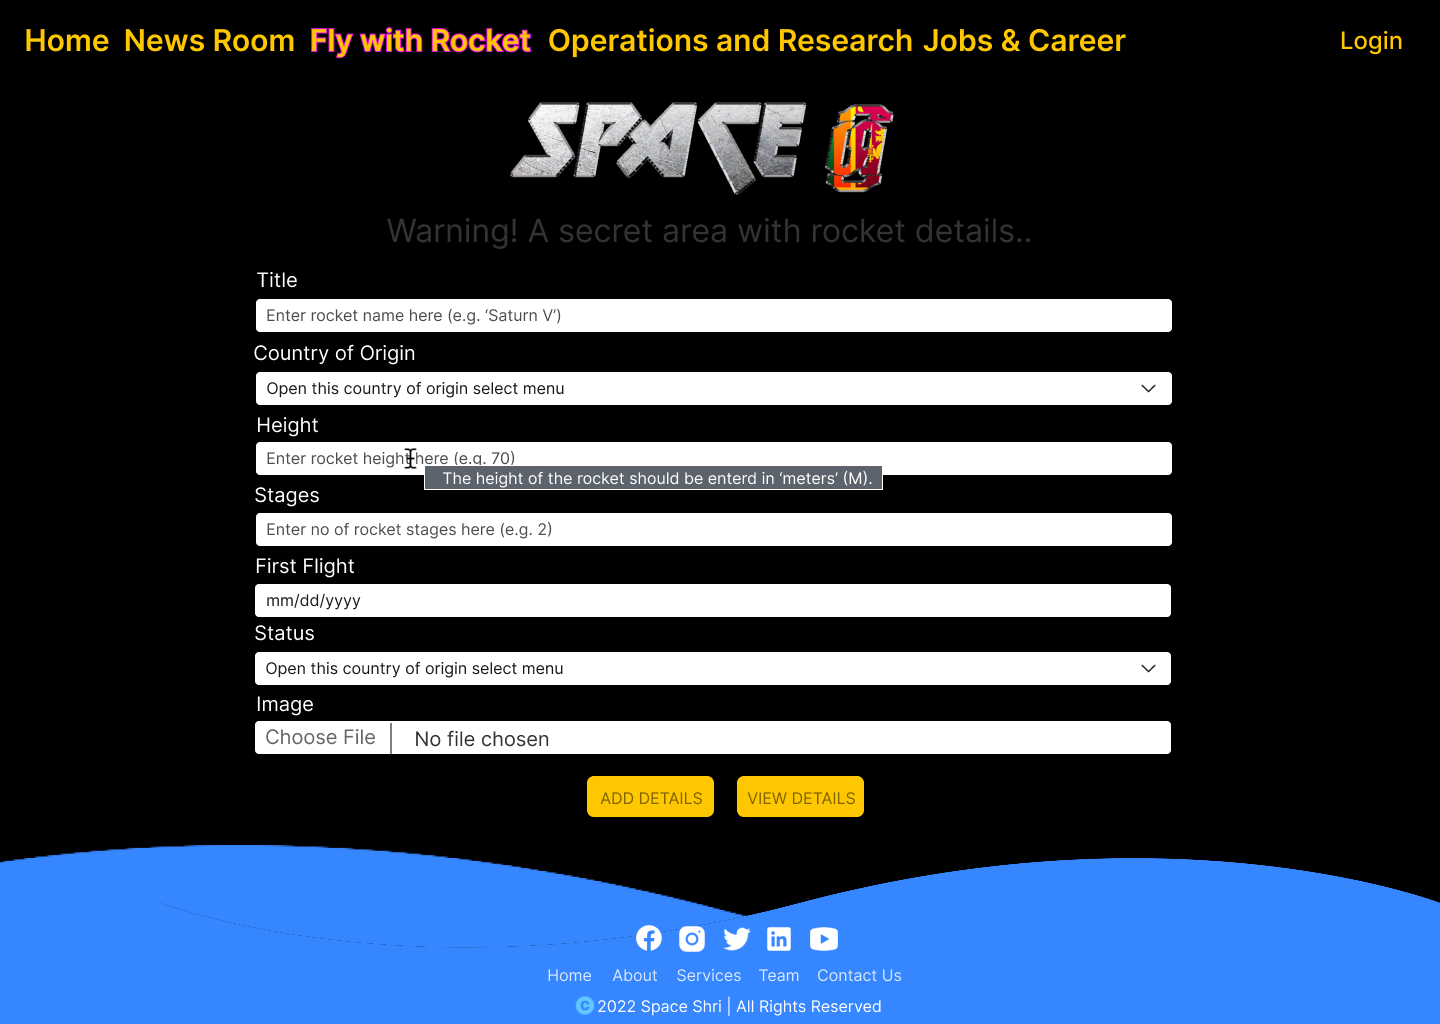 Home News Room Fly with Rocket Operations and Research Jobs & Career Login
SPACE
Warning! A secret area with rocket details..
Title
Enter rocket name here (e.g. ‘Saturn V’)
Country of Origin
Open this country of origin select menu
Height
Enter rocket height here (e.g. 70)
The height of the rocket should be enterd in ‘meters’ (M).
Stages
Enter no of rocket stages here (e.g. 2)
First Flight
mm/dd/yyyy
Status
Open this country of origin select menu
Image
Choose File No file chosen
ADD DETAILS VIEW DETAILS
Home About Services Team Contact Us
© 2022 Space Shri | All Rights Reserved